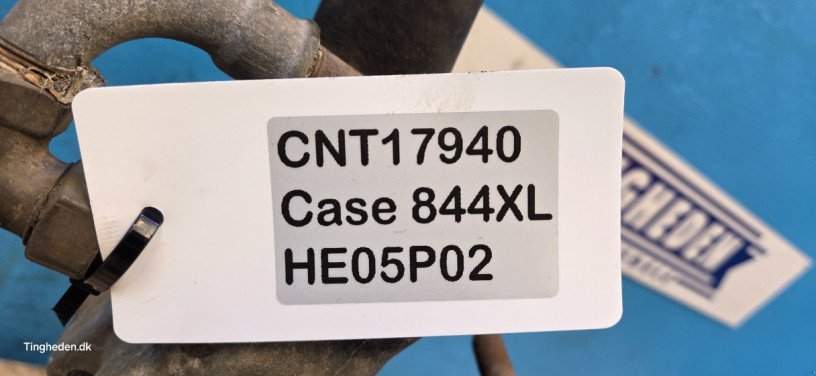 CNT17940
Case 844XL
HE05P02
Tingheden.dk